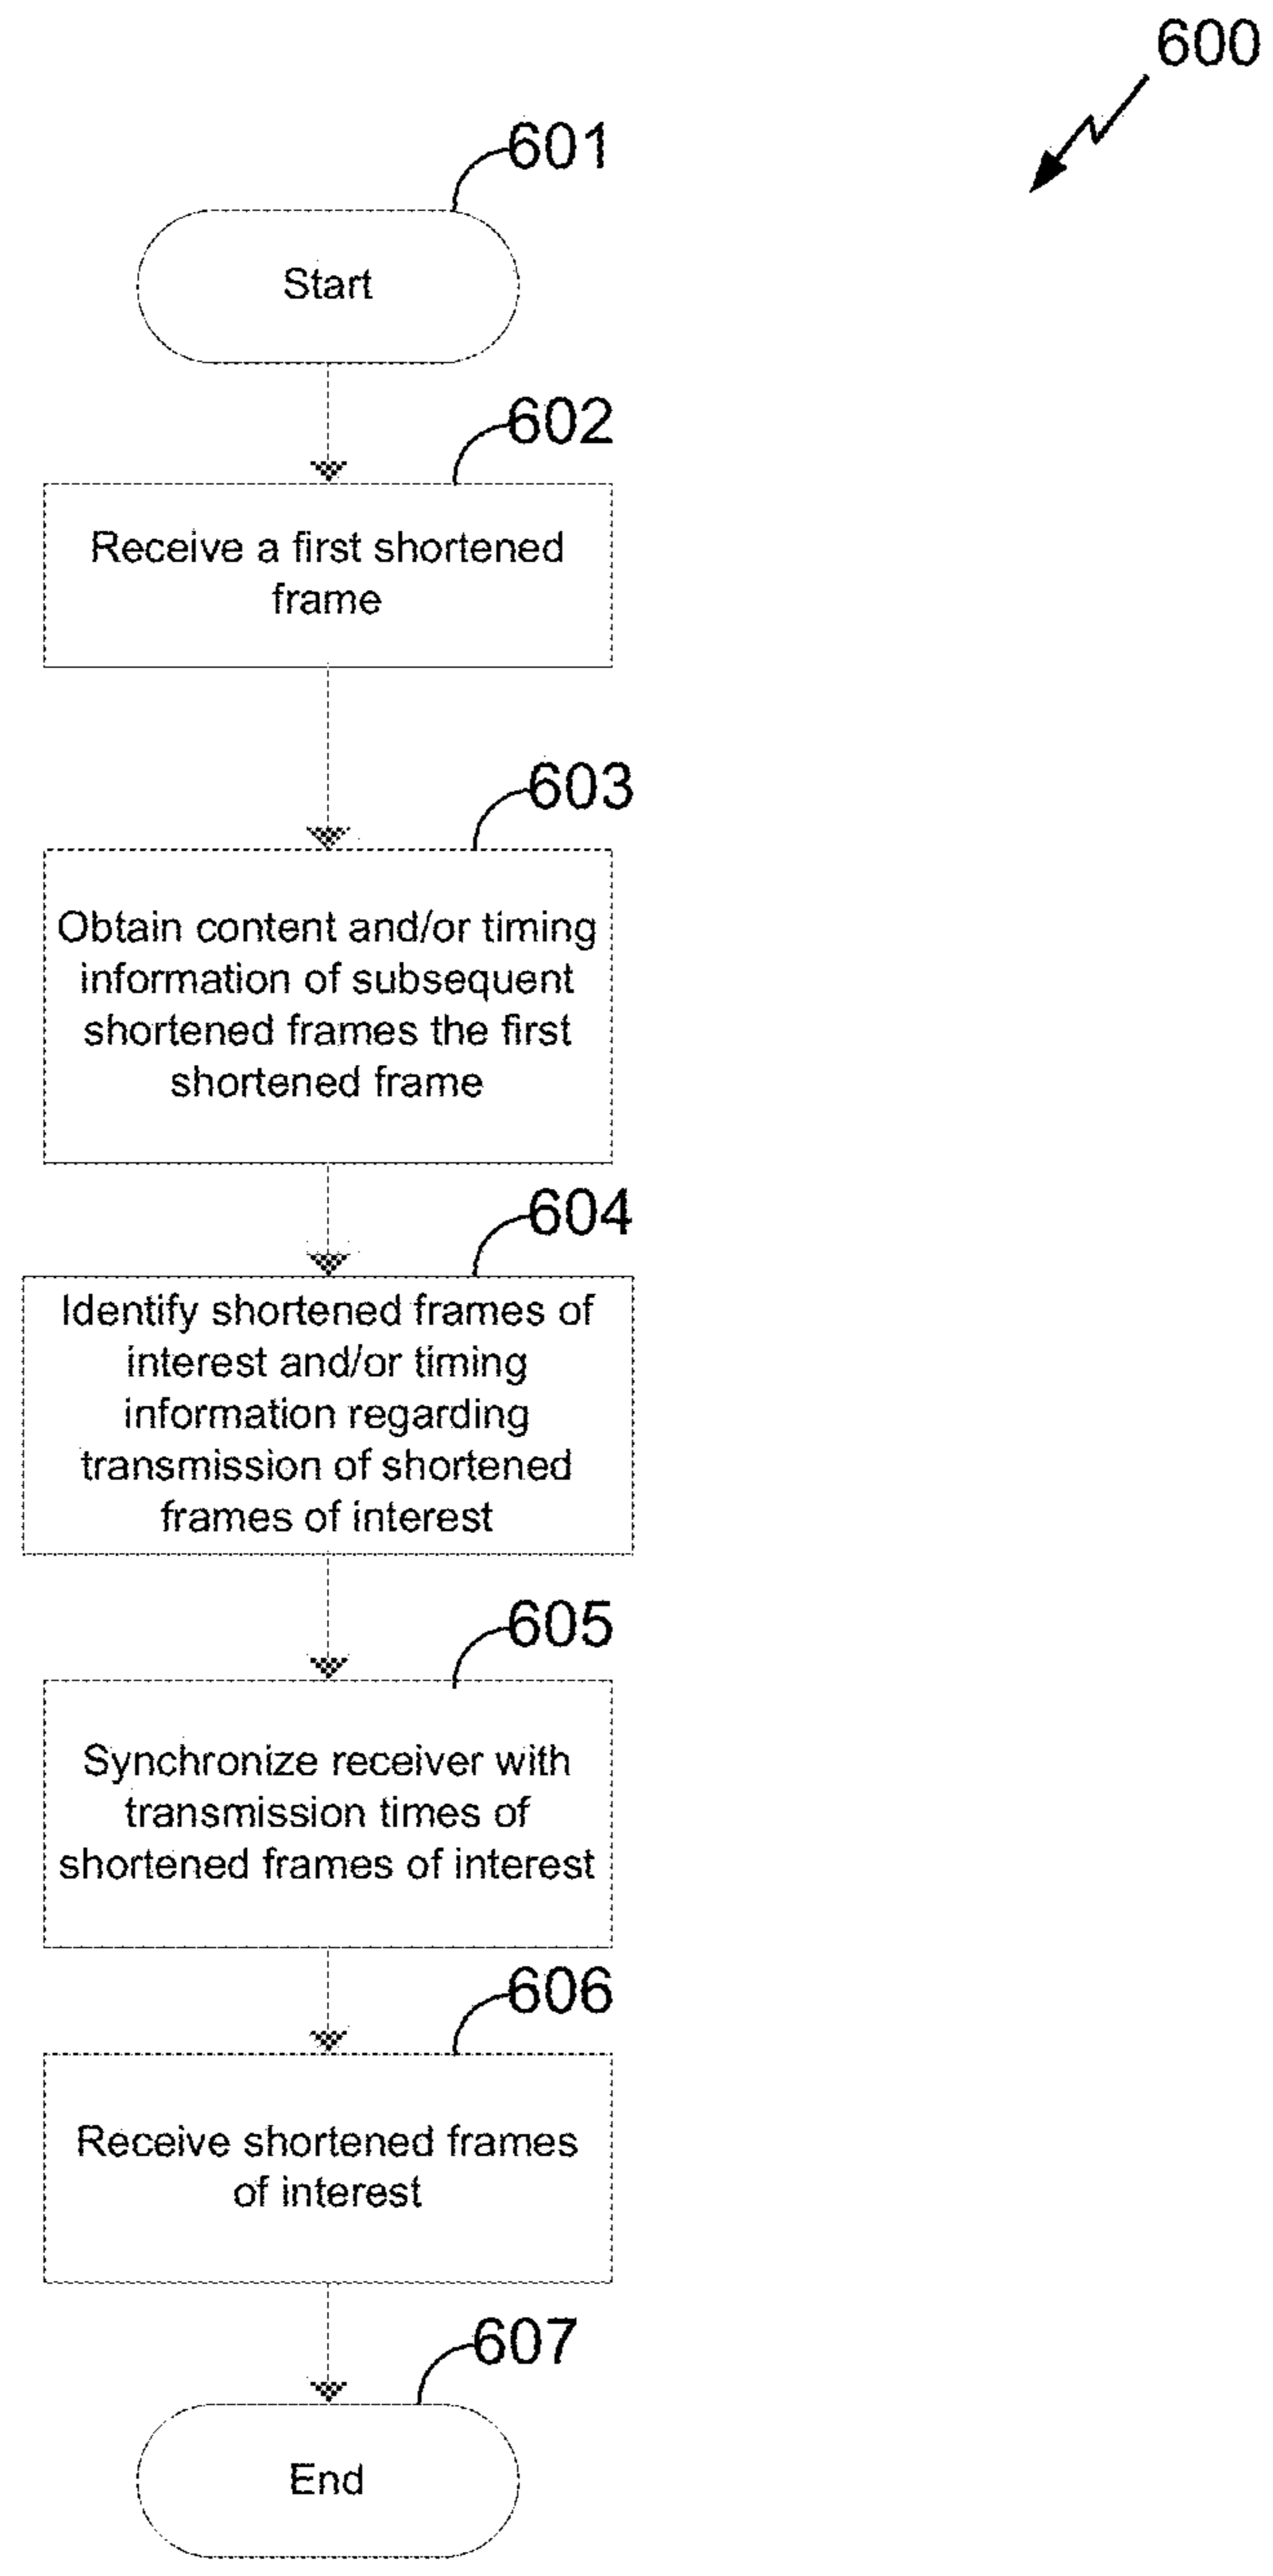 600
601
Start
602
Receive a first shortened
frame
603
Obtain content and/or timing
information of subsequent
shortened frames the first
shortened frame
604
Identify shortened frames of
interest and/or timing
information regarding
transmission of shortened
frames of interest
605
Synchronize receiver with
transmission times of
shortened frames of interest
606
Receive shortened frames
of interest
607
End